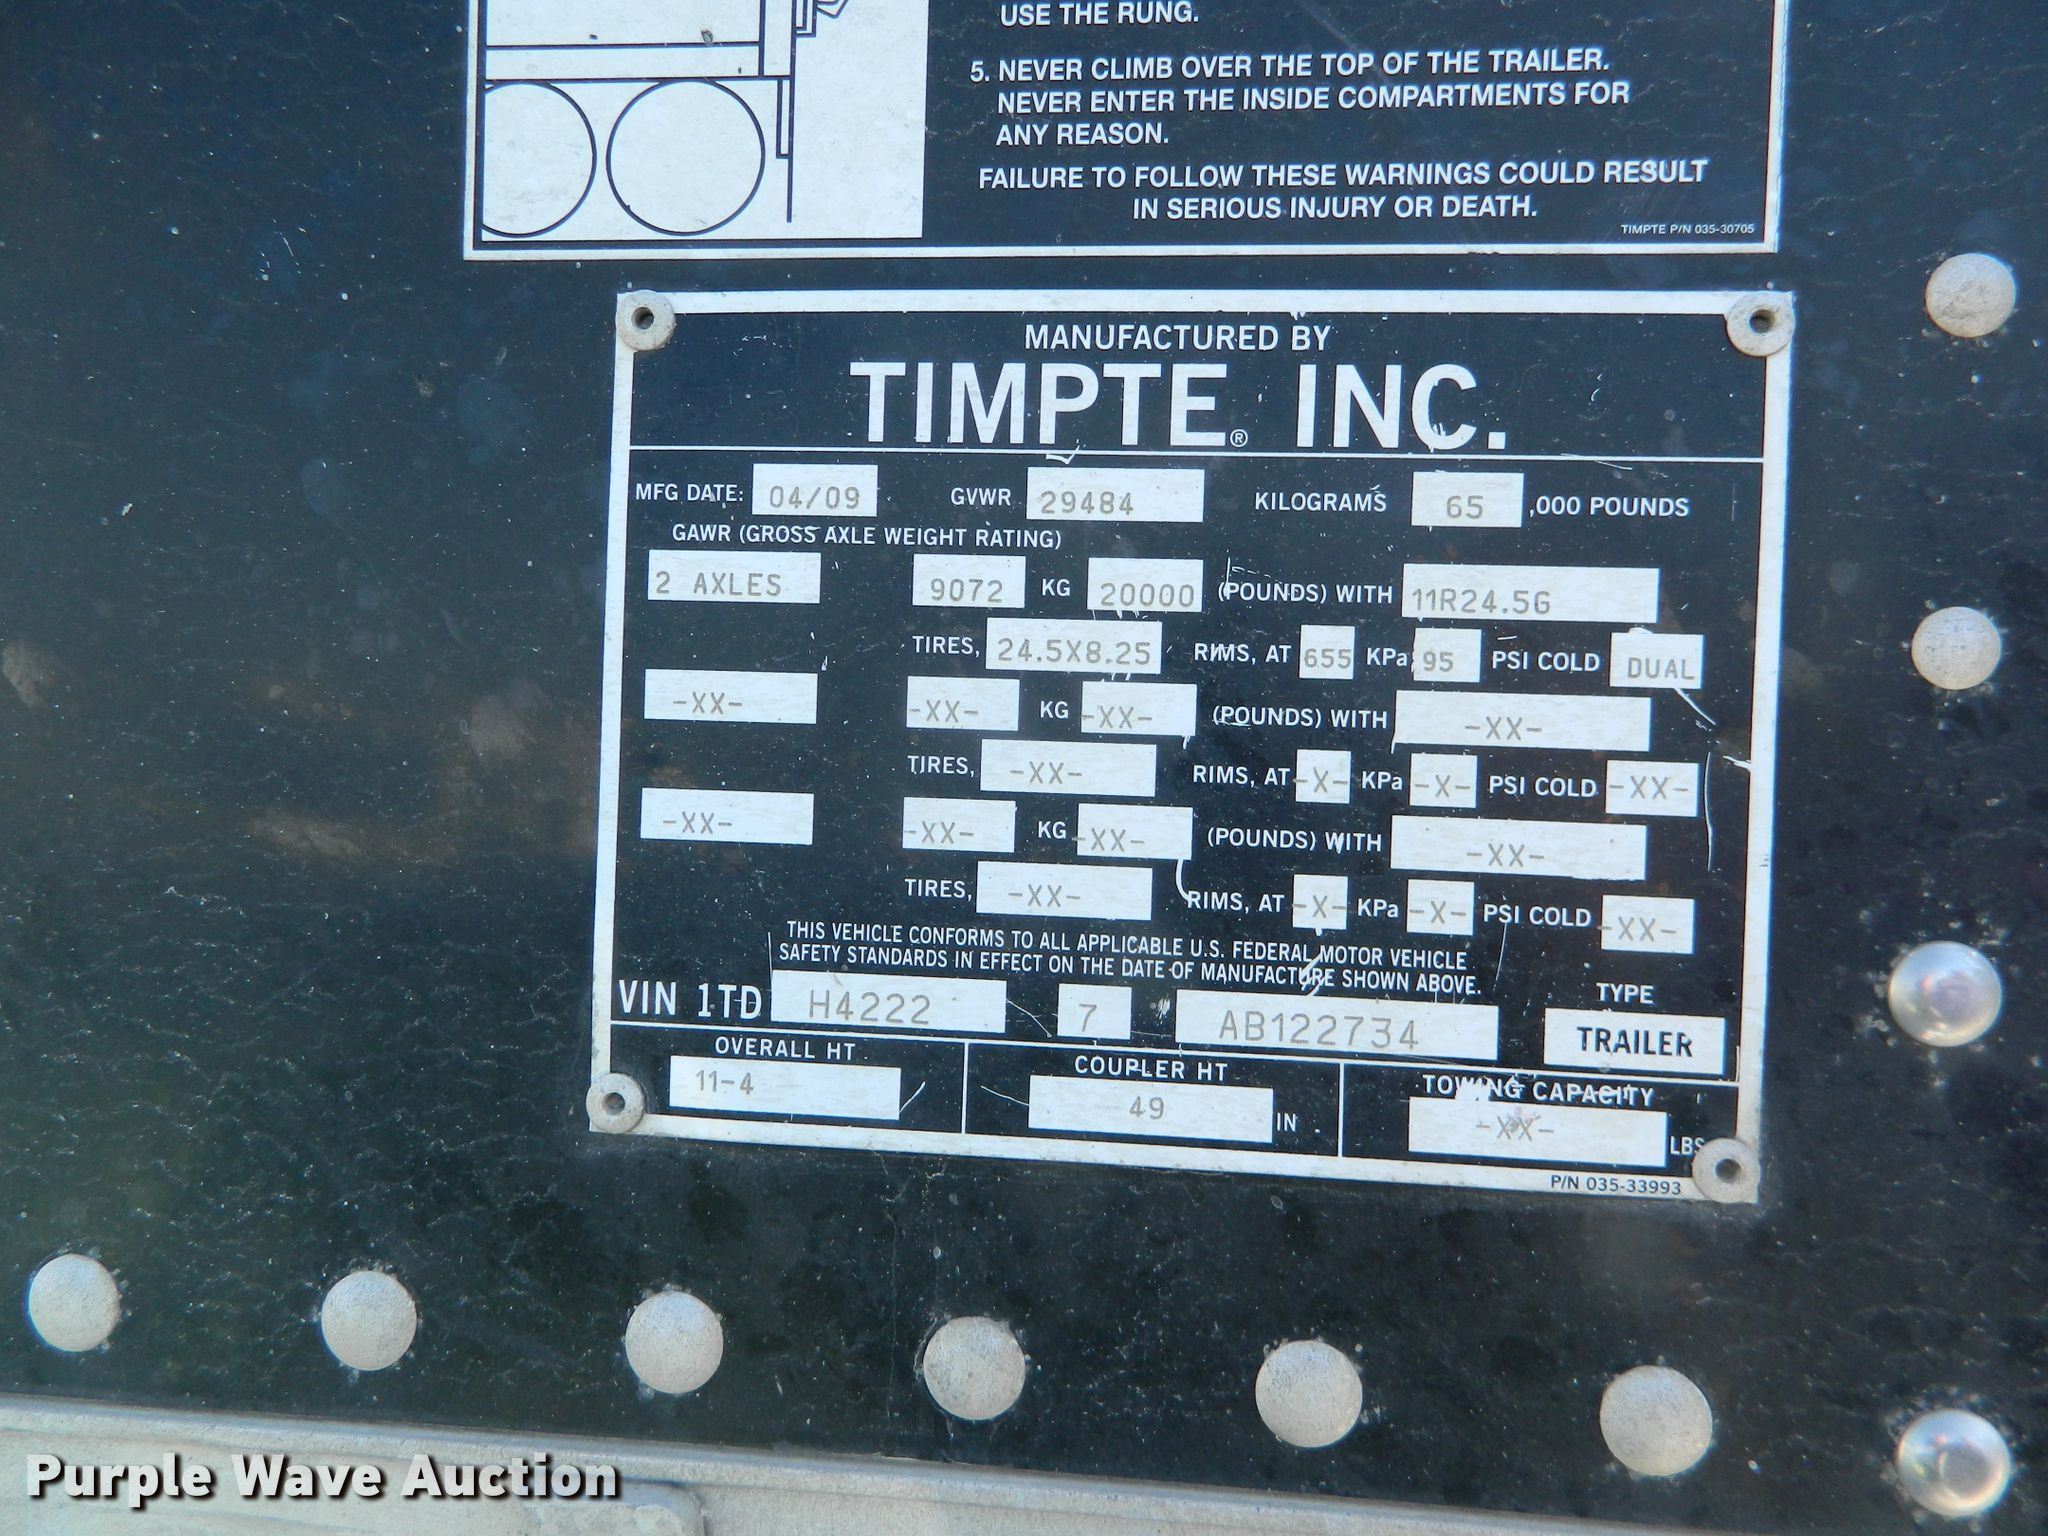 USE THE RUNG.
5. NEVER CLIMB OVER THE TOP OF THE TRAILER.
NEVER ENTER THE INSIDE COMPARTMENTS FOR
ANY REASON.
FAILURE TO FOLLOW THESE WARNINGS COULD RESULT
IN SERIOUS INJURY OR DEATH.
TIMPTE P/N 035-30705
MANUFACTURED BY
TIMPTE® INC.
MFG DATE: 04/09 GVWR 29484 KILOGRAMS 65 ,000 POUNDS
GAWR (GROSS AXLE WEIGHT RATING)
2 AXLES 9072 KG 20000 (POUNDS) WITH 11R24.5G
TIRES, 24.5X8.25 RIMS, AT 655 KPa 95 PSI COLD DUAL
-XX- -XX- KG -XX- (POUNDS) WITH -XX-
TIRES, -XX- RIMS, AT -X- KPa -X- PSI COLD -XX-
-XX- -XX- KG -XX- (POUNDS) WITH -XX-
TIRES, -XX- RIMS, AT -X- KPa -X- PSI COLD -XX-
THIS VEHICLE CONFORMS TO ALL APPLICABLE U.S. FEDERAL MOTOR VEHICLE
SAFETY STANDARDS IN EFFECT ON THE DATE OF MANUFACTURE SHOWN ABOVE.
TYPE
VIN 1TD H4222 7 AB122734 TRAILER
OVERALL HT COUPLER HT TOWING CAPACITY
11-4 49 IN -XX- LBS
P/N 035-33993
Purple Wave Auction